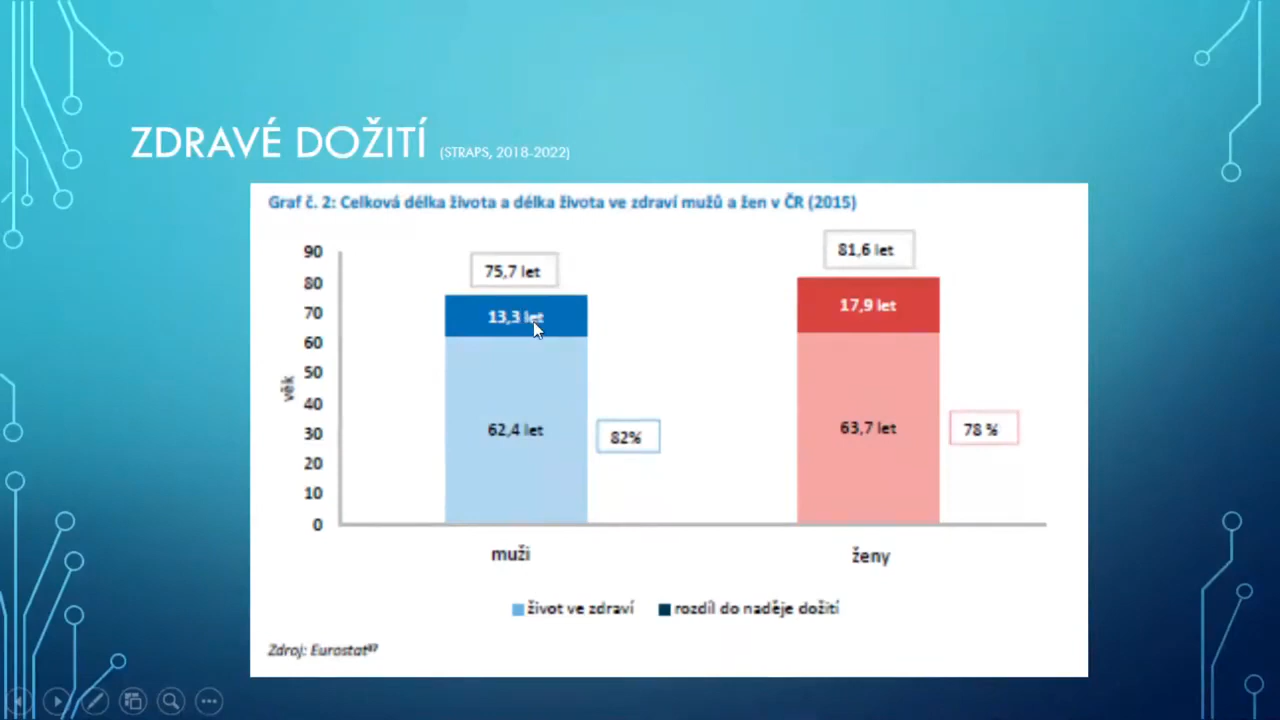 ZDRAVÉ DOŽITÍ (STRAPS, 2018-2022)
Graf č. 2: Celková délka života a délka života ve zdraví mužů a žen v ČR (2015)
90
80
70
60
50
40
30
20
10
0
věk
75,7 let
13,3 let
62,4 let
82%
81,6 let
17,9 let
63,7 let
78 %
muži
ženy
život ve zdraví
rozdíl do naděje dožití
Zdroj: Eurostat⁸⁷